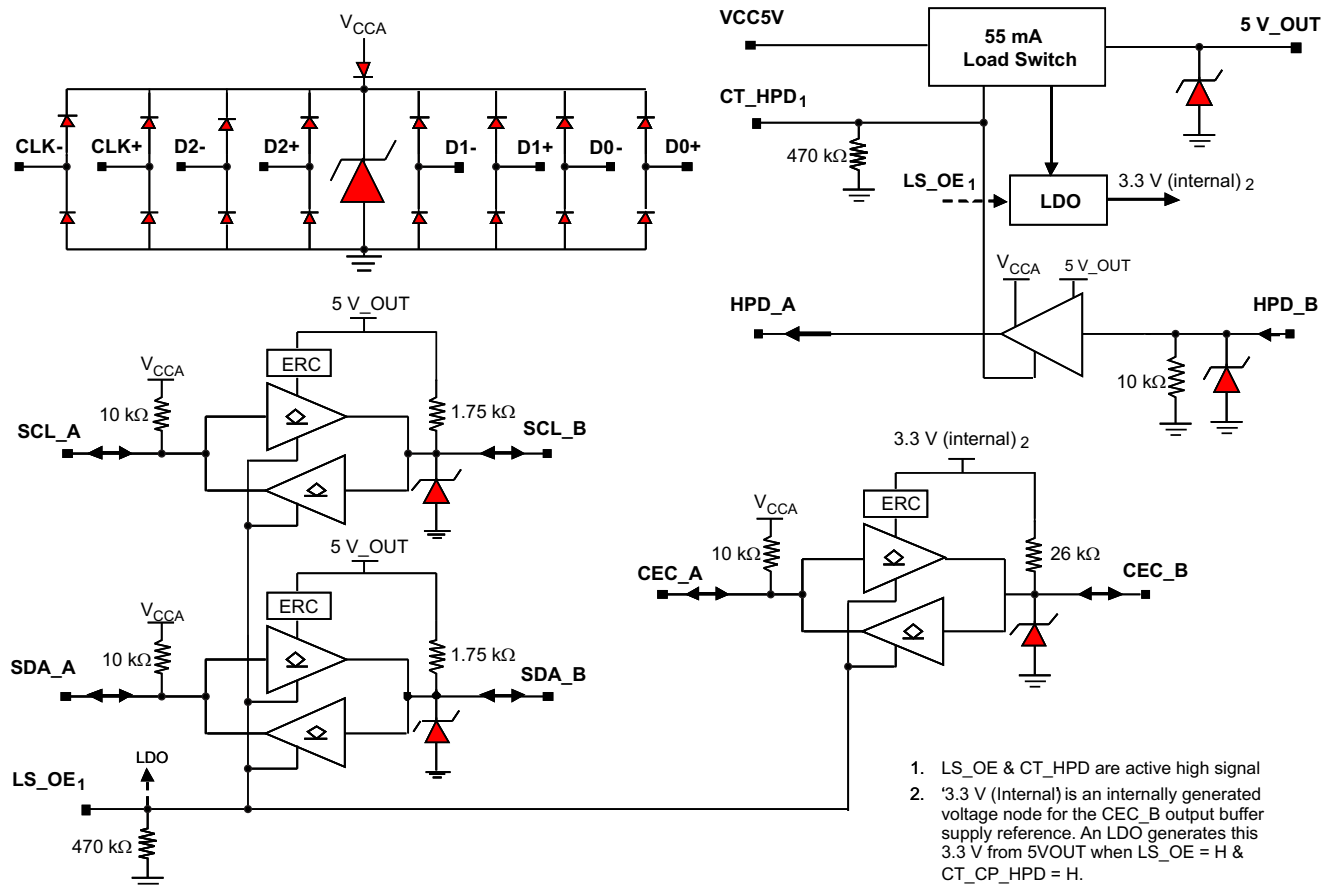 VCCA
CLK-
CLK+
D2-
D2+
D1-
D1+
D0-
D0+
VCC5V
55 mA
Load Switch
5 V_OUT
CT_HPD1
470 kΩ
LS_OE1
LDO
3.3 V (internal) 2
VCCA
5 V_OUT
HPD_A
HPD_B
10 kΩ
5 V_OUT
ERC
VCCA
10 kΩ
1.75 kΩ
SCL_A
SCL_B
5 V_OUT
ERC
VCCA
10 kΩ
1.75 kΩ
SDA_A
SDA_B
3.3 V (internal) 2
ERC
VCCA
10 kΩ
26 kΩ
CEC_A
CEC_B
LDO
LS_OE1
470 kΩ
1. LS_OE & CT_HPD are active high signal
2. '3.3 V (Internal)' is an internally generated
voltage node for the CEC_B output buffer
supply reference. An LDO generates this
3.3 V from 5VOUT when LS_OE = H &
CT_CP_HPD = H.